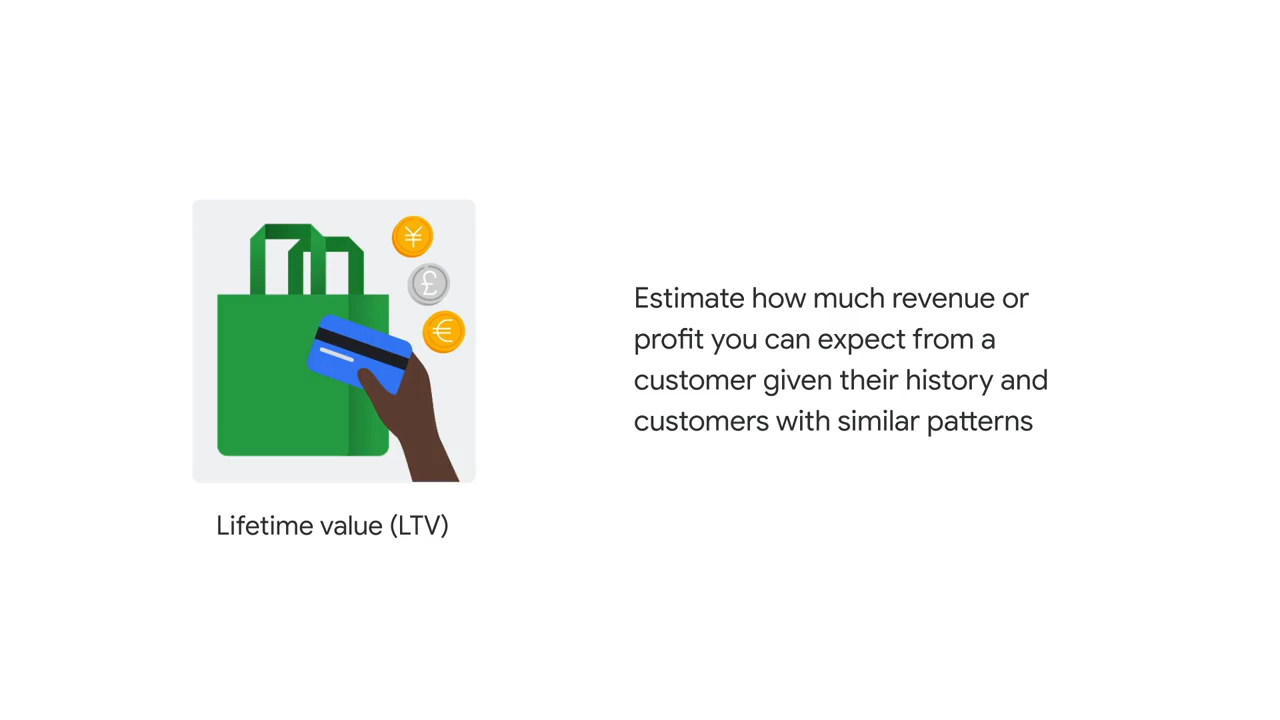 ¥
£
€
Lifetime value (LTV)
Estimate how much revenue or
profit you can expect from a
customer given their history and
customers with similar patterns